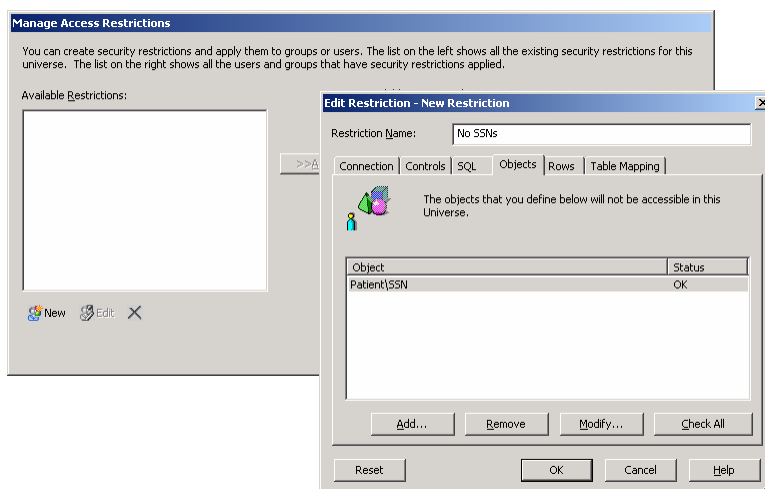 Manage Access Restrictions
You can create security restrictions and apply them to groups or users. The list on the left shows all the existing security restrictions for this
universe. The list on the right shows all the users and groups that have security restrictions applied.
Available Restrictions:
>>A
New Edit
Edit Restriction - New Restriction
Restriction Name: No SSNs
Connection Controls SQL Objects Rows Table Mapping
The objects that you define below will not be accessible in this
Universe.
Object Status
Patient\SSN OK
Add... Remove Modify... Check All
Reset OK Cancel Help